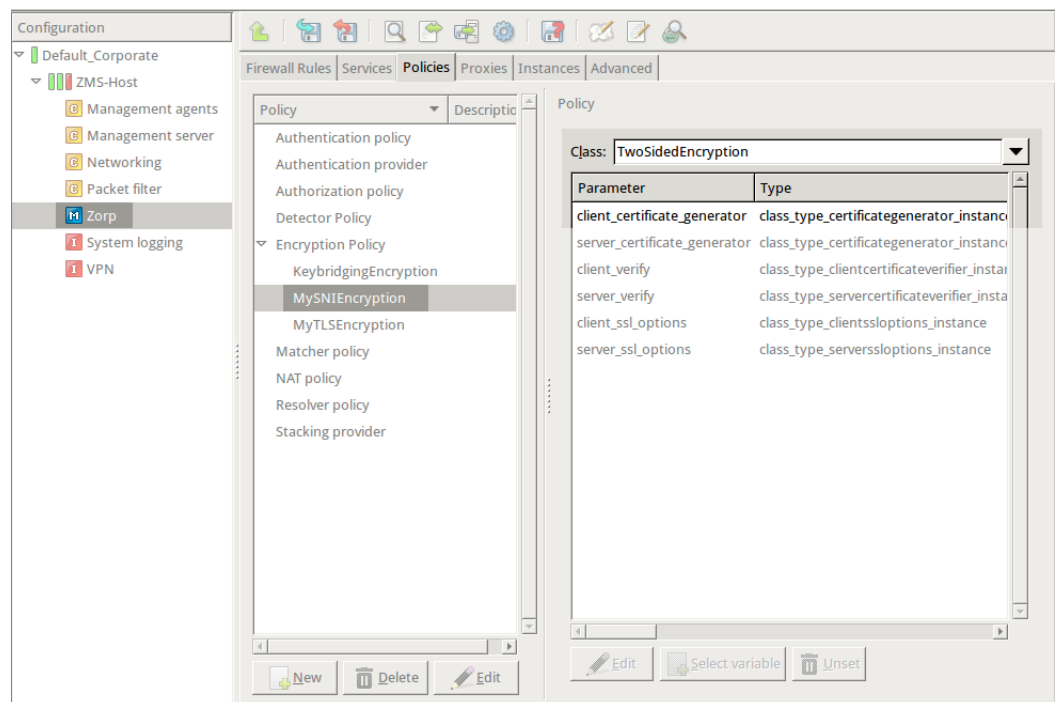 Configuration
Default_Corporate
ZMS-Host
Management agents
Management server
Networking
Packet filter
Zorp
System logging
VPN
Firewall Rules Services Policies Proxies Instances Advanced
Policy Descriptio
Authentication policy
Authentication provider
Authorization policy
Detector Policy
Encryption Policy
KeybridgingEncryption
MySNIEncryption
MyTLSEncryption
Matcher policy
NAT policy
Resolver policy
Stacking provider
New Delete Edit
Policy
Class: TwoSidedEncryption
Parameter Type
client_certificate_generator class_type_certificategenerator_instance
server_certificate_generator class_type_certificategenerator_instance
client_verify class_type_clientcertificateverifier_instar
server_verify class_type_servercertificateverifier_insta
client_ssl_options class_type_clientssloptions_instance
server_ssl_options class_type_serverssloptions_instance
Edit Select variable Unset